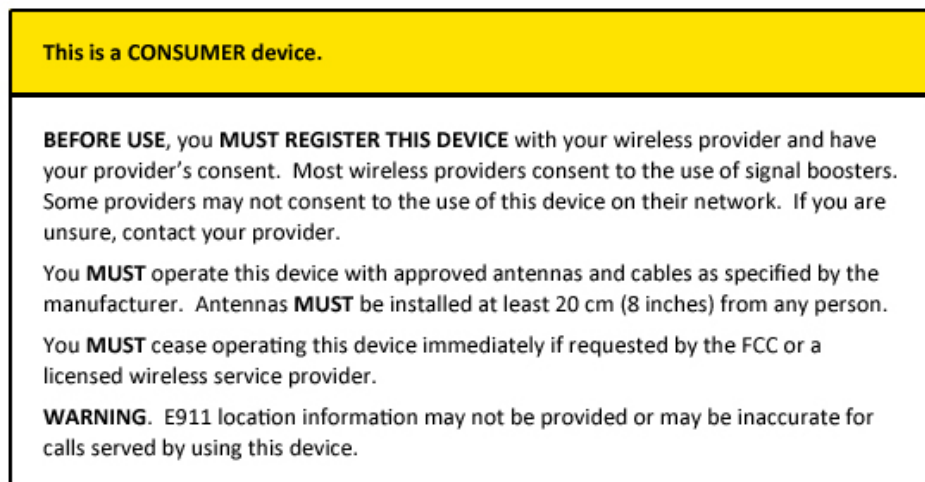 This is a CONSUMER device.
BEFORE USE, you MUST REGISTER THIS DEVICE with your wireless provider and have
your provider’s consent.  Most wireless providers consent to the use of signal boosters.
Some providers may not consent to the use of this device on their network.  If you are
unsure, contact your provider.
You MUST operate this device with approved antennas and cables as specified by the
manufacturer.  Antennas MUST be installed at least 20 cm (8 inches) from any person.
You MUST cease operating this device immediately if requested by the FCC or a
licensed wireless service provider.
WARNING.  E911 location information may not be provided or may be inaccurate for
calls served by using this device.